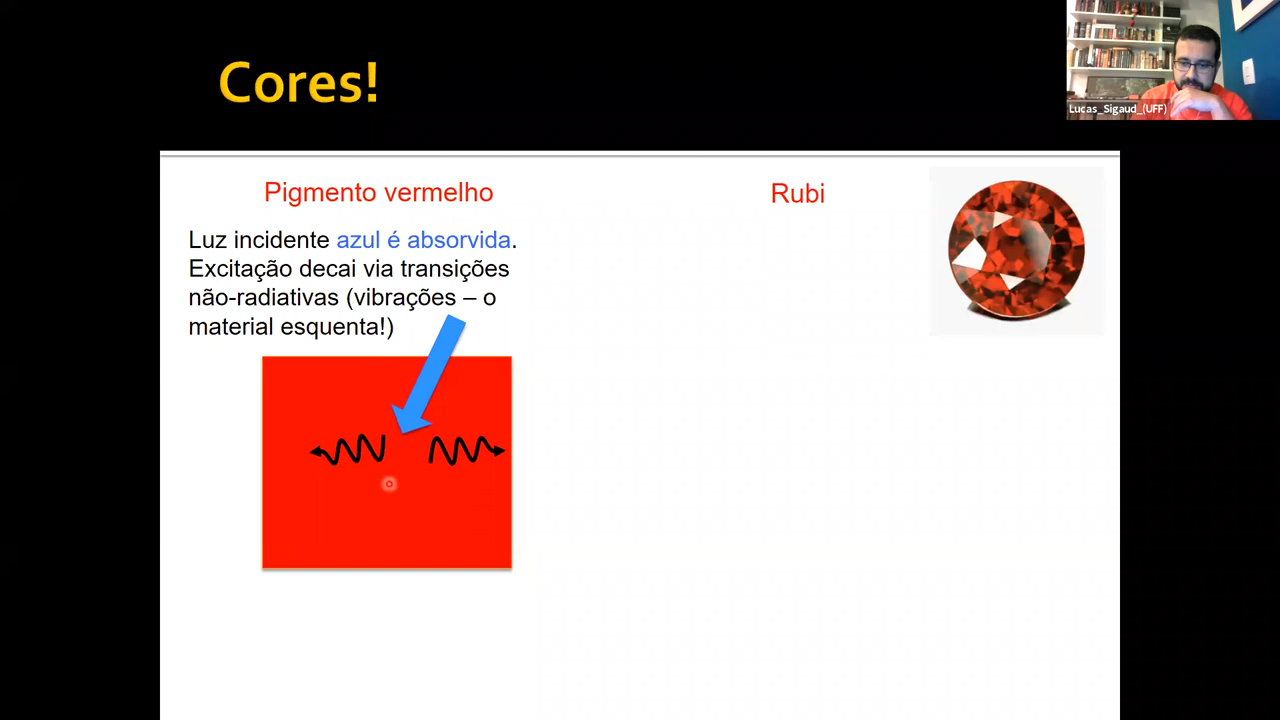 Cores!
Lucas_Sigaud_(UFF)
Pigmento vermelho
Luz incidente azul é absorvida.
Excitação decai via transições
não-radiativas (vibrações – o
material esquenta!)
Rubi